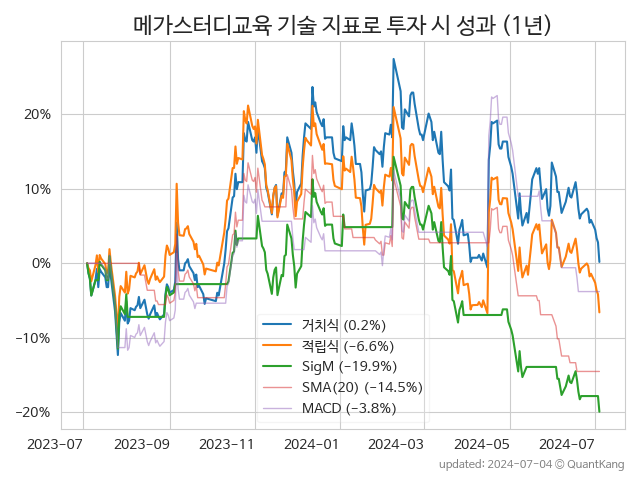 메가스터디교육 기술 지표로 투자 시 성과 (1년)
20%
10%
0%
−10%
−20%
거치식 (0.2%)
적립식 (−6.6%)
SigM (−19.9%)
SMA(20) (−14.5%)
MACD (−3.8%)
2023-07
2023-09
2023-11
2024-01
2024-03
2024-05
2024-07
updated: 2024-07-04 ⓒ QuantKang